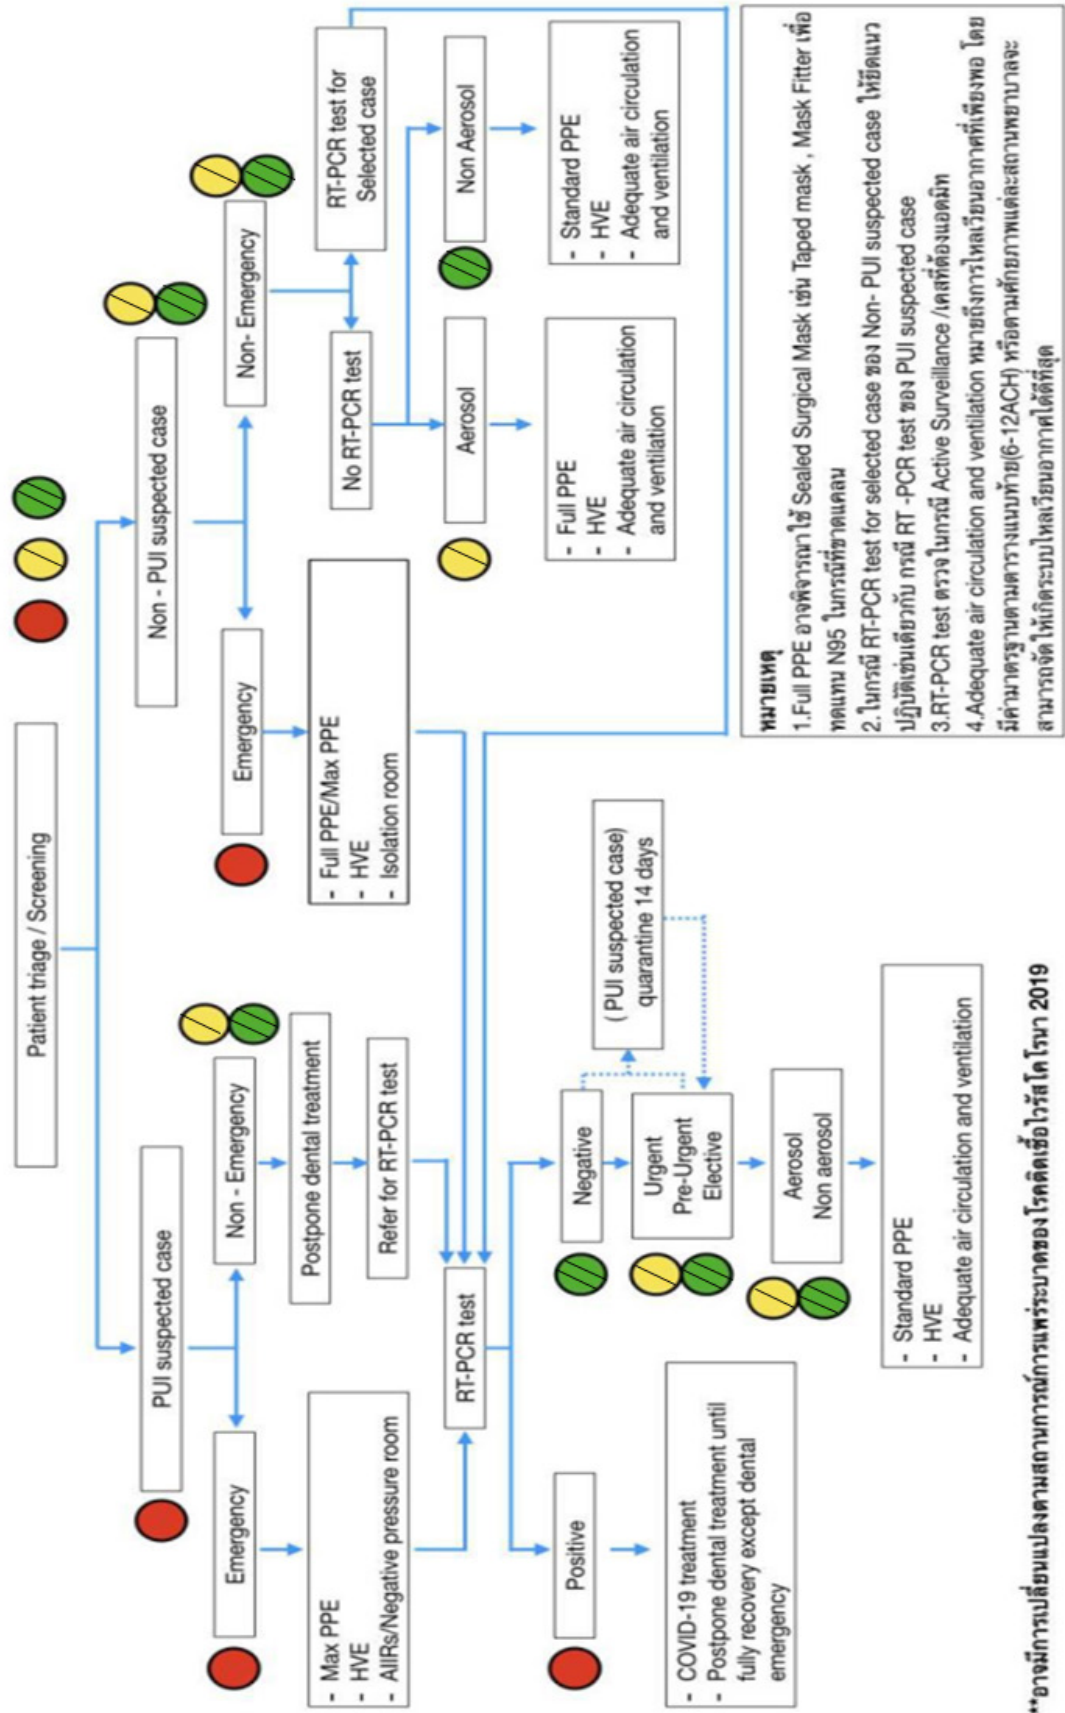 Patient triage / Screening
PUI suspected case
Non - PUI suspected case
Emergency
Non - Emergency
Emergency
Non- Emergency
- Max PPE
- HVE
- AIIRs/Negative pressure room
Postpone dental treatment
Refer for RT-PCR test
- Full PPE/Max PPE
- HVE
- Isolation room
No RT-PCR test
RT-PCR test for
Selected case
Aerosol
Non Aerosol
- Full PPE
- HVE
- Adequate air circulation
and ventilation
- Standard PPE
- HVE
- Adequate air circulation
and ventilation
RT-PCR test
Positive
Negative
- COVID-19 treatment
- Postpone dental treatment until
fully recovery except dental
emergency
Urgent
Pre-Urgent
Elective
( PUI suspected case)
quarantine 14 days
Aerosol
Non aerosol
- Standard PPE
- HVE
- Adequate air circulation and ventilation
หมายเหตุ
1.Full PPE อาจพิจารณาใช้ Sealed Surgical Mask เช่น Taped mask , Mask Fitter เพื่อ
ทดแทน N95 ในกรณีที่ขาดแคลน
2.ในกรณี RT-PCR test for selected case ของ Non- PUI suspected case ให้ยึดแนว
ปฏิบัติเช่นเดียวกับ กรณี RT -PCR test ของ PUI suspected case
3.RT-PCR test ตรวจในกรณี Active Surveillance /เคสที่ต้องแอดมิท
4.Adequate air circulation and ventilation หมายถึงการไหลเวียนอากาศที่เพียงพอ โดย
มีค่ามาตรฐานตามตารางแนบท้าย(6-12ACH) หรือตามศักยภาพแต่ละสถานพยาบาลจะ
สามารถจัดให้เกิดระบบไหลเวียนอากาศได้ดีที่สุด
**อาจมีการเปลี่ยนแปลงตามสถานการณ์การแพร่ระบาดของโรคติดเชื้อไวรัสโคโรนา 2019